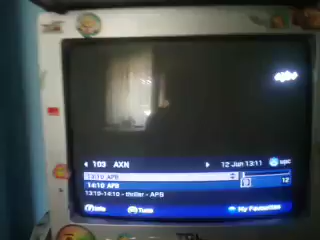 ajbo
103 AXN
12 Jun 13:11 upc
13:10 APB
14:10 APB
12
13:10-14:10 - thriller - APB
Info
Tune
My Favourites